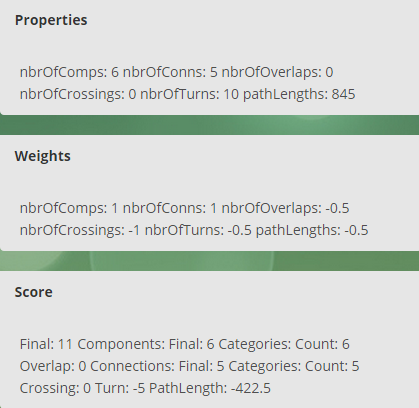 Properties
nbrOfComps: 6 nbrOfConns: 5 nbrOfOverlaps: 0
nbrOfCrossings: 0 nbrOfTurns: 10 pathLengths: 845
Weights
nbrOfComps: 1 nbrOfConns: 1 nbrOfOverlaps: -0.5
nbrOfCrossings: -1 nbrOfTurns: -0.5 pathLengths: -0.5
Score
Final: 11 Components: Final: 6 Categories: Count: 6
Overlap: 0 Connections: Final: 5 Categories: Count: 5
Crossing: 0 Turn: -5 PathLength: -422.5